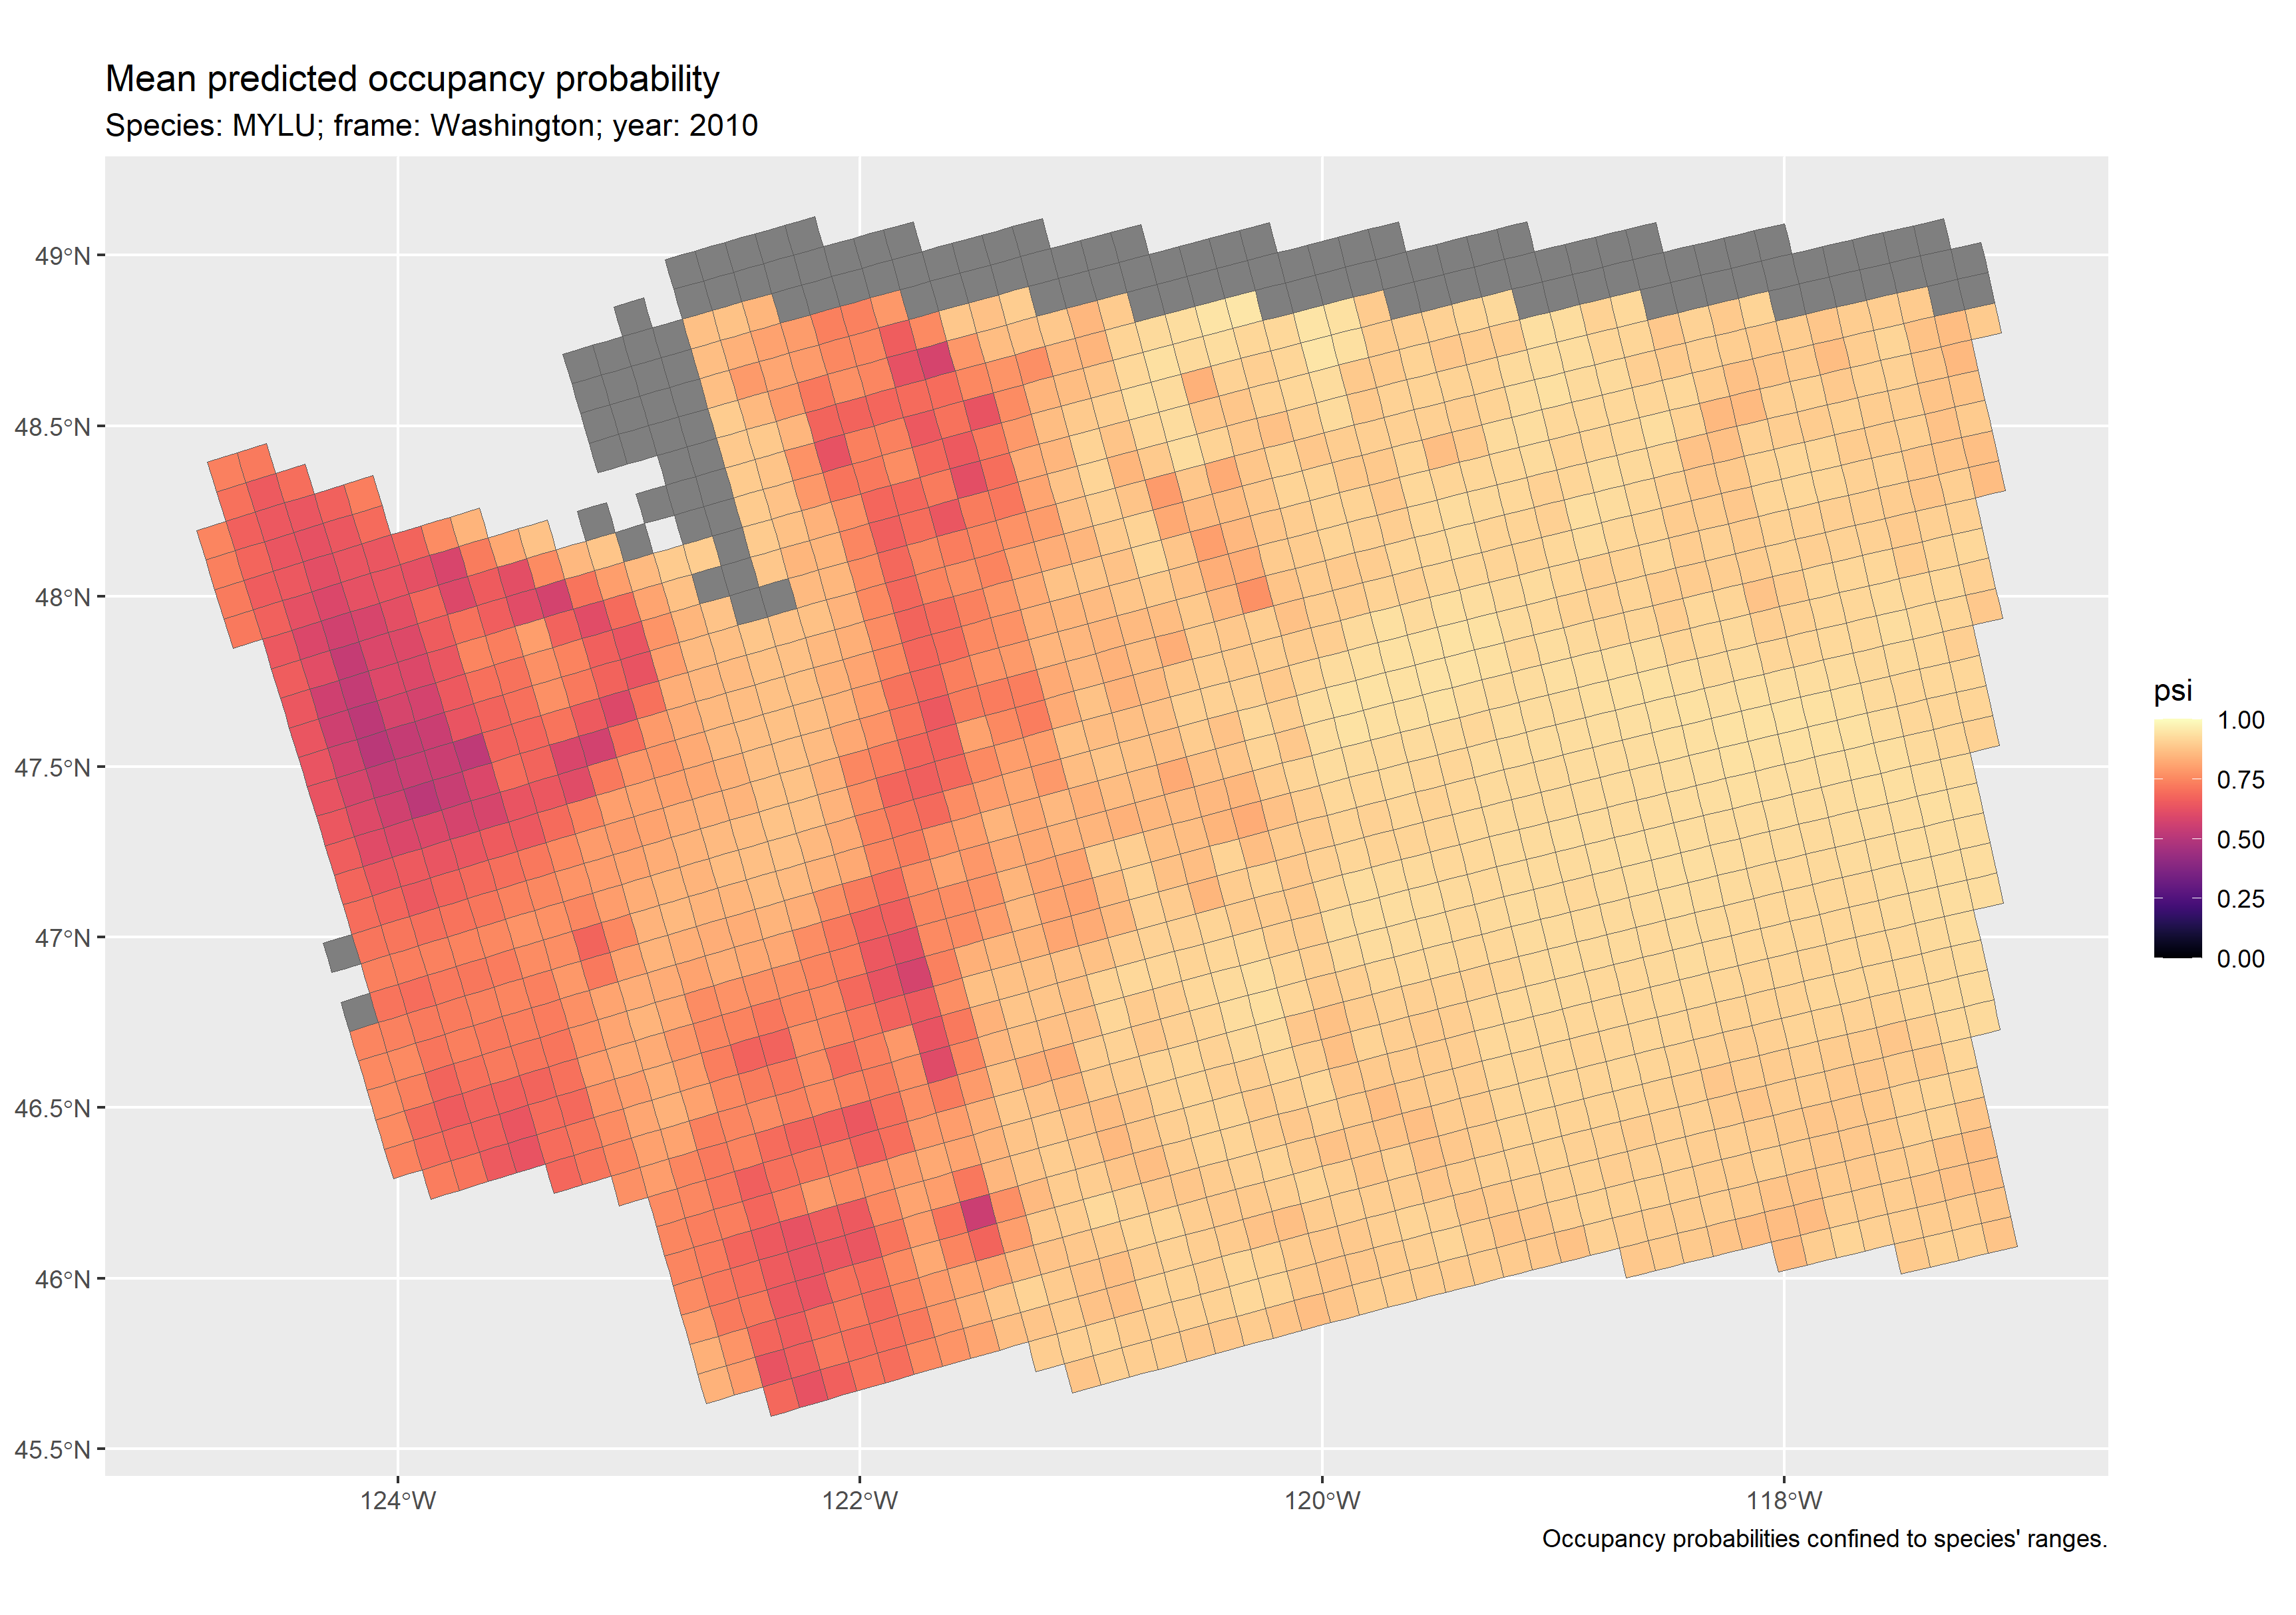 Mean predicted occupancy probability
Species: MYLU; frame: Washington; year: 2010
49°N
48.5°N
48°N
47.5°N
47°N
46.5°N
46°N
45.5°N
124°W
122°W
120°W
118°W
psi
1.00
0.75
0.50
0.25
0.00
Occupancy probabilities confined to species' ranges.